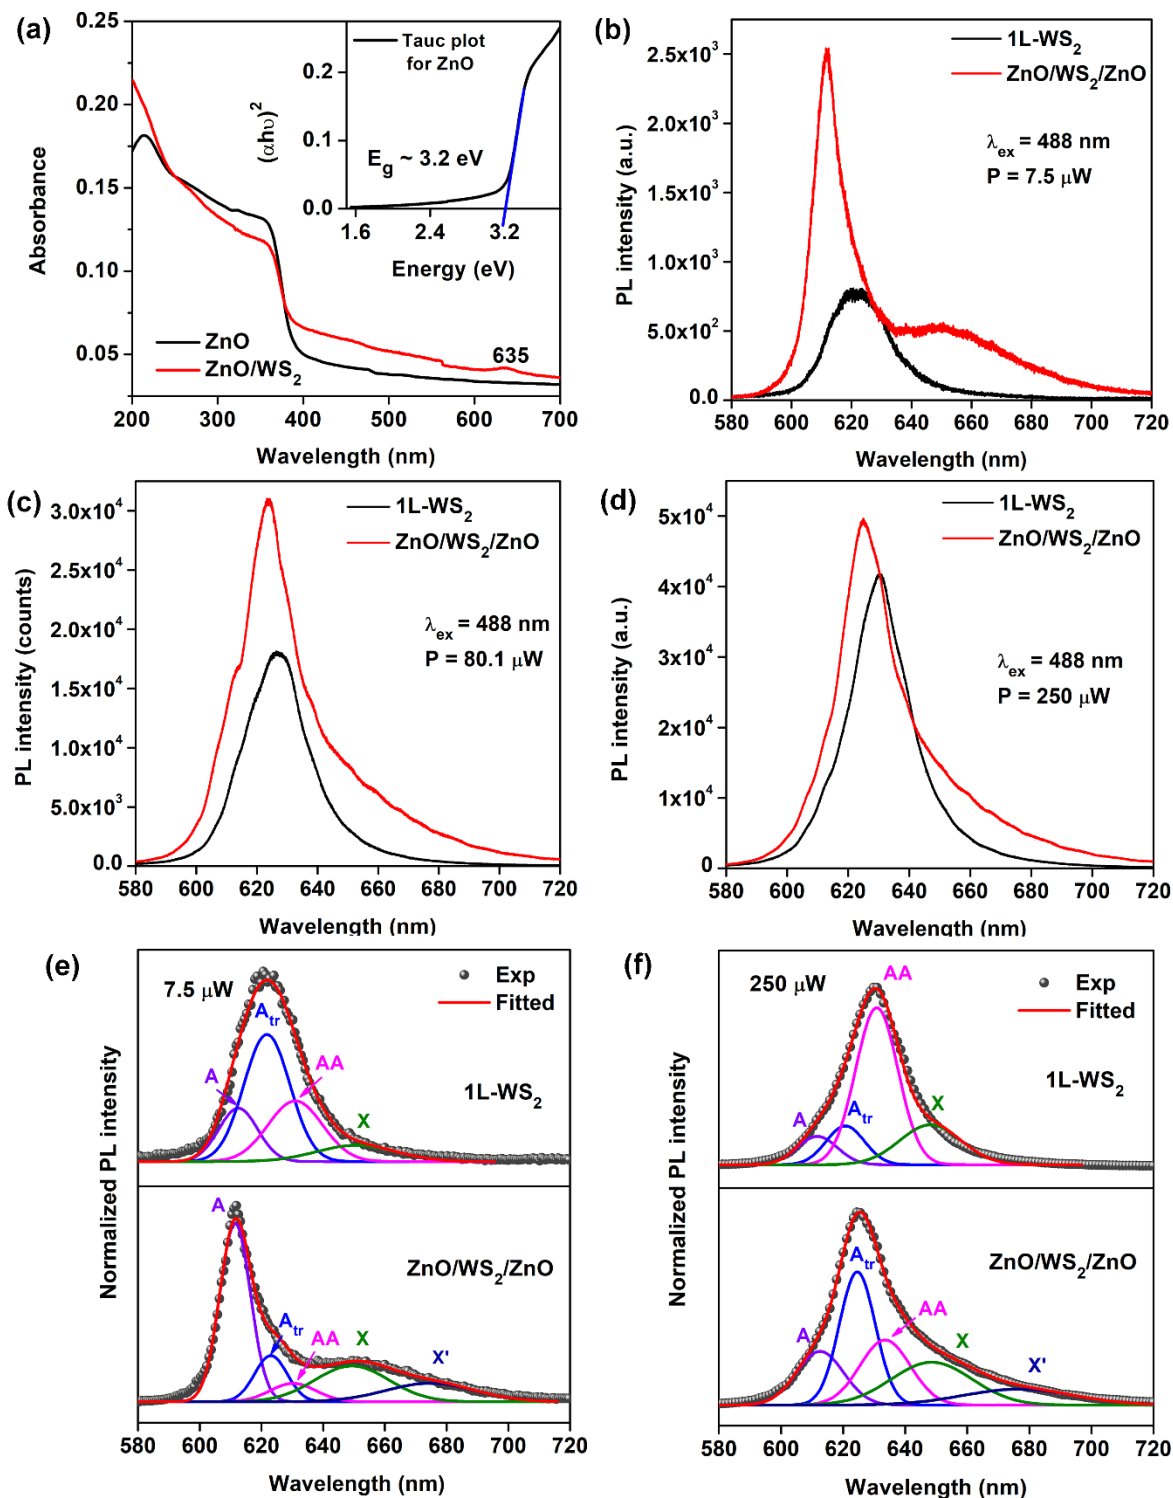 (a)
0.25
0.20
0.15
0.10
0.05
200 300 400 500 600 700
Absorbance
Wavelength (nm)
ZnO
ZnO/WS₂
635
Tauc plot
for ZnO
0.2
0.1
0.0
(αhυ)²
E_g ~ 3.2 eV
1.6 2.4 3.2
Energy (eV)
(b)
2.5x10³
2.0x10³
1.5x10³
1.0x10³
5.0x10²
0.0
580 600 620 640 660 680 700 720
PL intensity (a.u.)
Wavelength (nm)
1L-WS₂
ZnO/WS₂/ZnO
λ_ex = 488 nm
P = 7.5 μW
(c)
3.0x10⁴
2.5x10⁴
2.0x10⁴
1.5x10⁴
1.0x10⁴
5.0x10³
0.0
580 600 620 640 660 680 700 720
PL intensity (counts)
Wavelength (nm)
1L-WS₂
ZnO/WS₂/ZnO
λ_ex = 488 nm
P = 80.1 μW
(d)
5x10⁴
4x10⁴
3x10⁴
2x10⁴
1x10⁴
0
580 600 620 640 660 680 700 720
PL intensity (a.u.)
Wavelength (nm)
1L-WS₂
ZnO/WS₂/ZnO
λ_ex = 488 nm
P = 250 μW
(e)
7.5 μW
Exp
Fitted
A
A_tr
AA
X
1L-WS₂
A
A_tr
AA
X
X'
ZnO/WS₂/ZnO
Normalized PL intensity
580 600 620 640 660 680 700 720
Wavelength (nm)
(f)
250 μW
Exp
Fitted
AA
A
A_tr
X
1L-WS₂
A_tr
A
AA
X
X'
ZnO/WS₂/ZnO
Normalized PL intensity
580 600 620 640 660 680 700 720
Wavelength (nm)